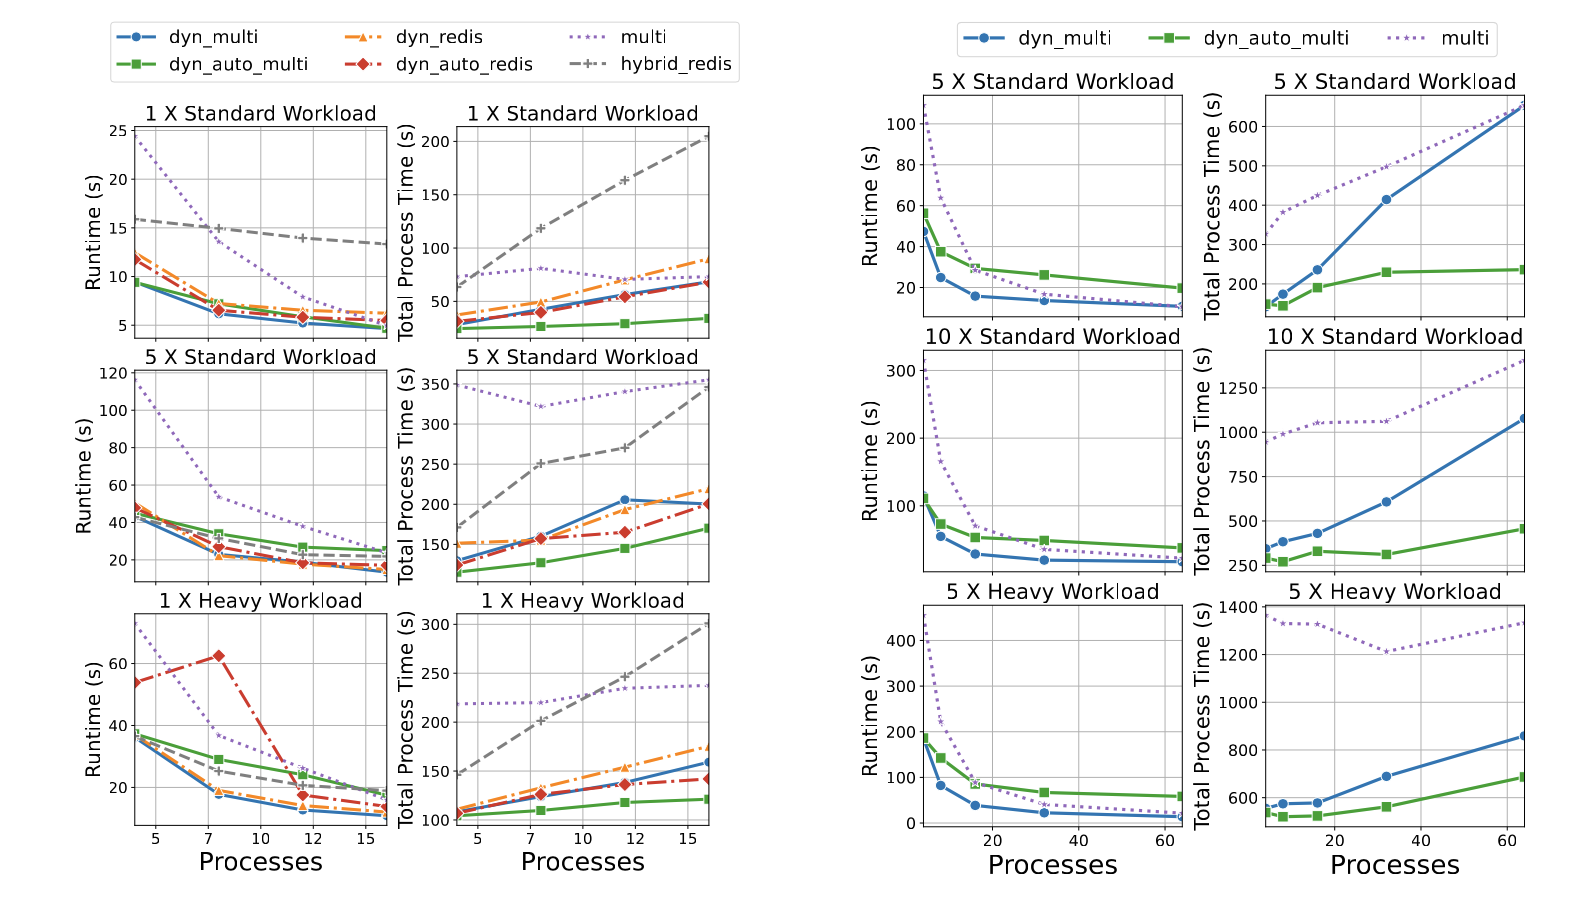 dyn_multi dyn_redis multi
dyn_auto_multi dyn_auto_redis hybrid_redis
1 X Standard Workload
Runtime (s)
25
20
15
10
5
1 X Standard Workload
Total Process Time (s)
200
150
100
50
5 X Standard Workload
Runtime (s)
120
100
80
60
40
20
5 X Standard Workload
Total Process Time (s)
350
300
250
200
150
1 X Heavy Workload
Runtime (s)
60
40
20
5 7 10 12 15
Processes
1 X Heavy Workload
Total Process Time (s)
300
250
200
150
100
5 7 10 12 15
Processes
dyn_multi dyn_auto_multi multi
5 X Standard Workload
Runtime (s)
100
80
60
40
20
5 X Standard Workload
Total Process Time (s)
600
500
400
300
200
10 X Standard Workload
Runtime (s)
300
200
100
10 X Standard Workload
Total Process Time (s)
1250
1000
750
500
250
5 X Heavy Workload
Runtime (s)
400
300
200
100
0
20 40 60
Processes
5 X Heavy Workload
Total Process Time (s)
1400
1200
1000
800
600
20 40 60
Processes